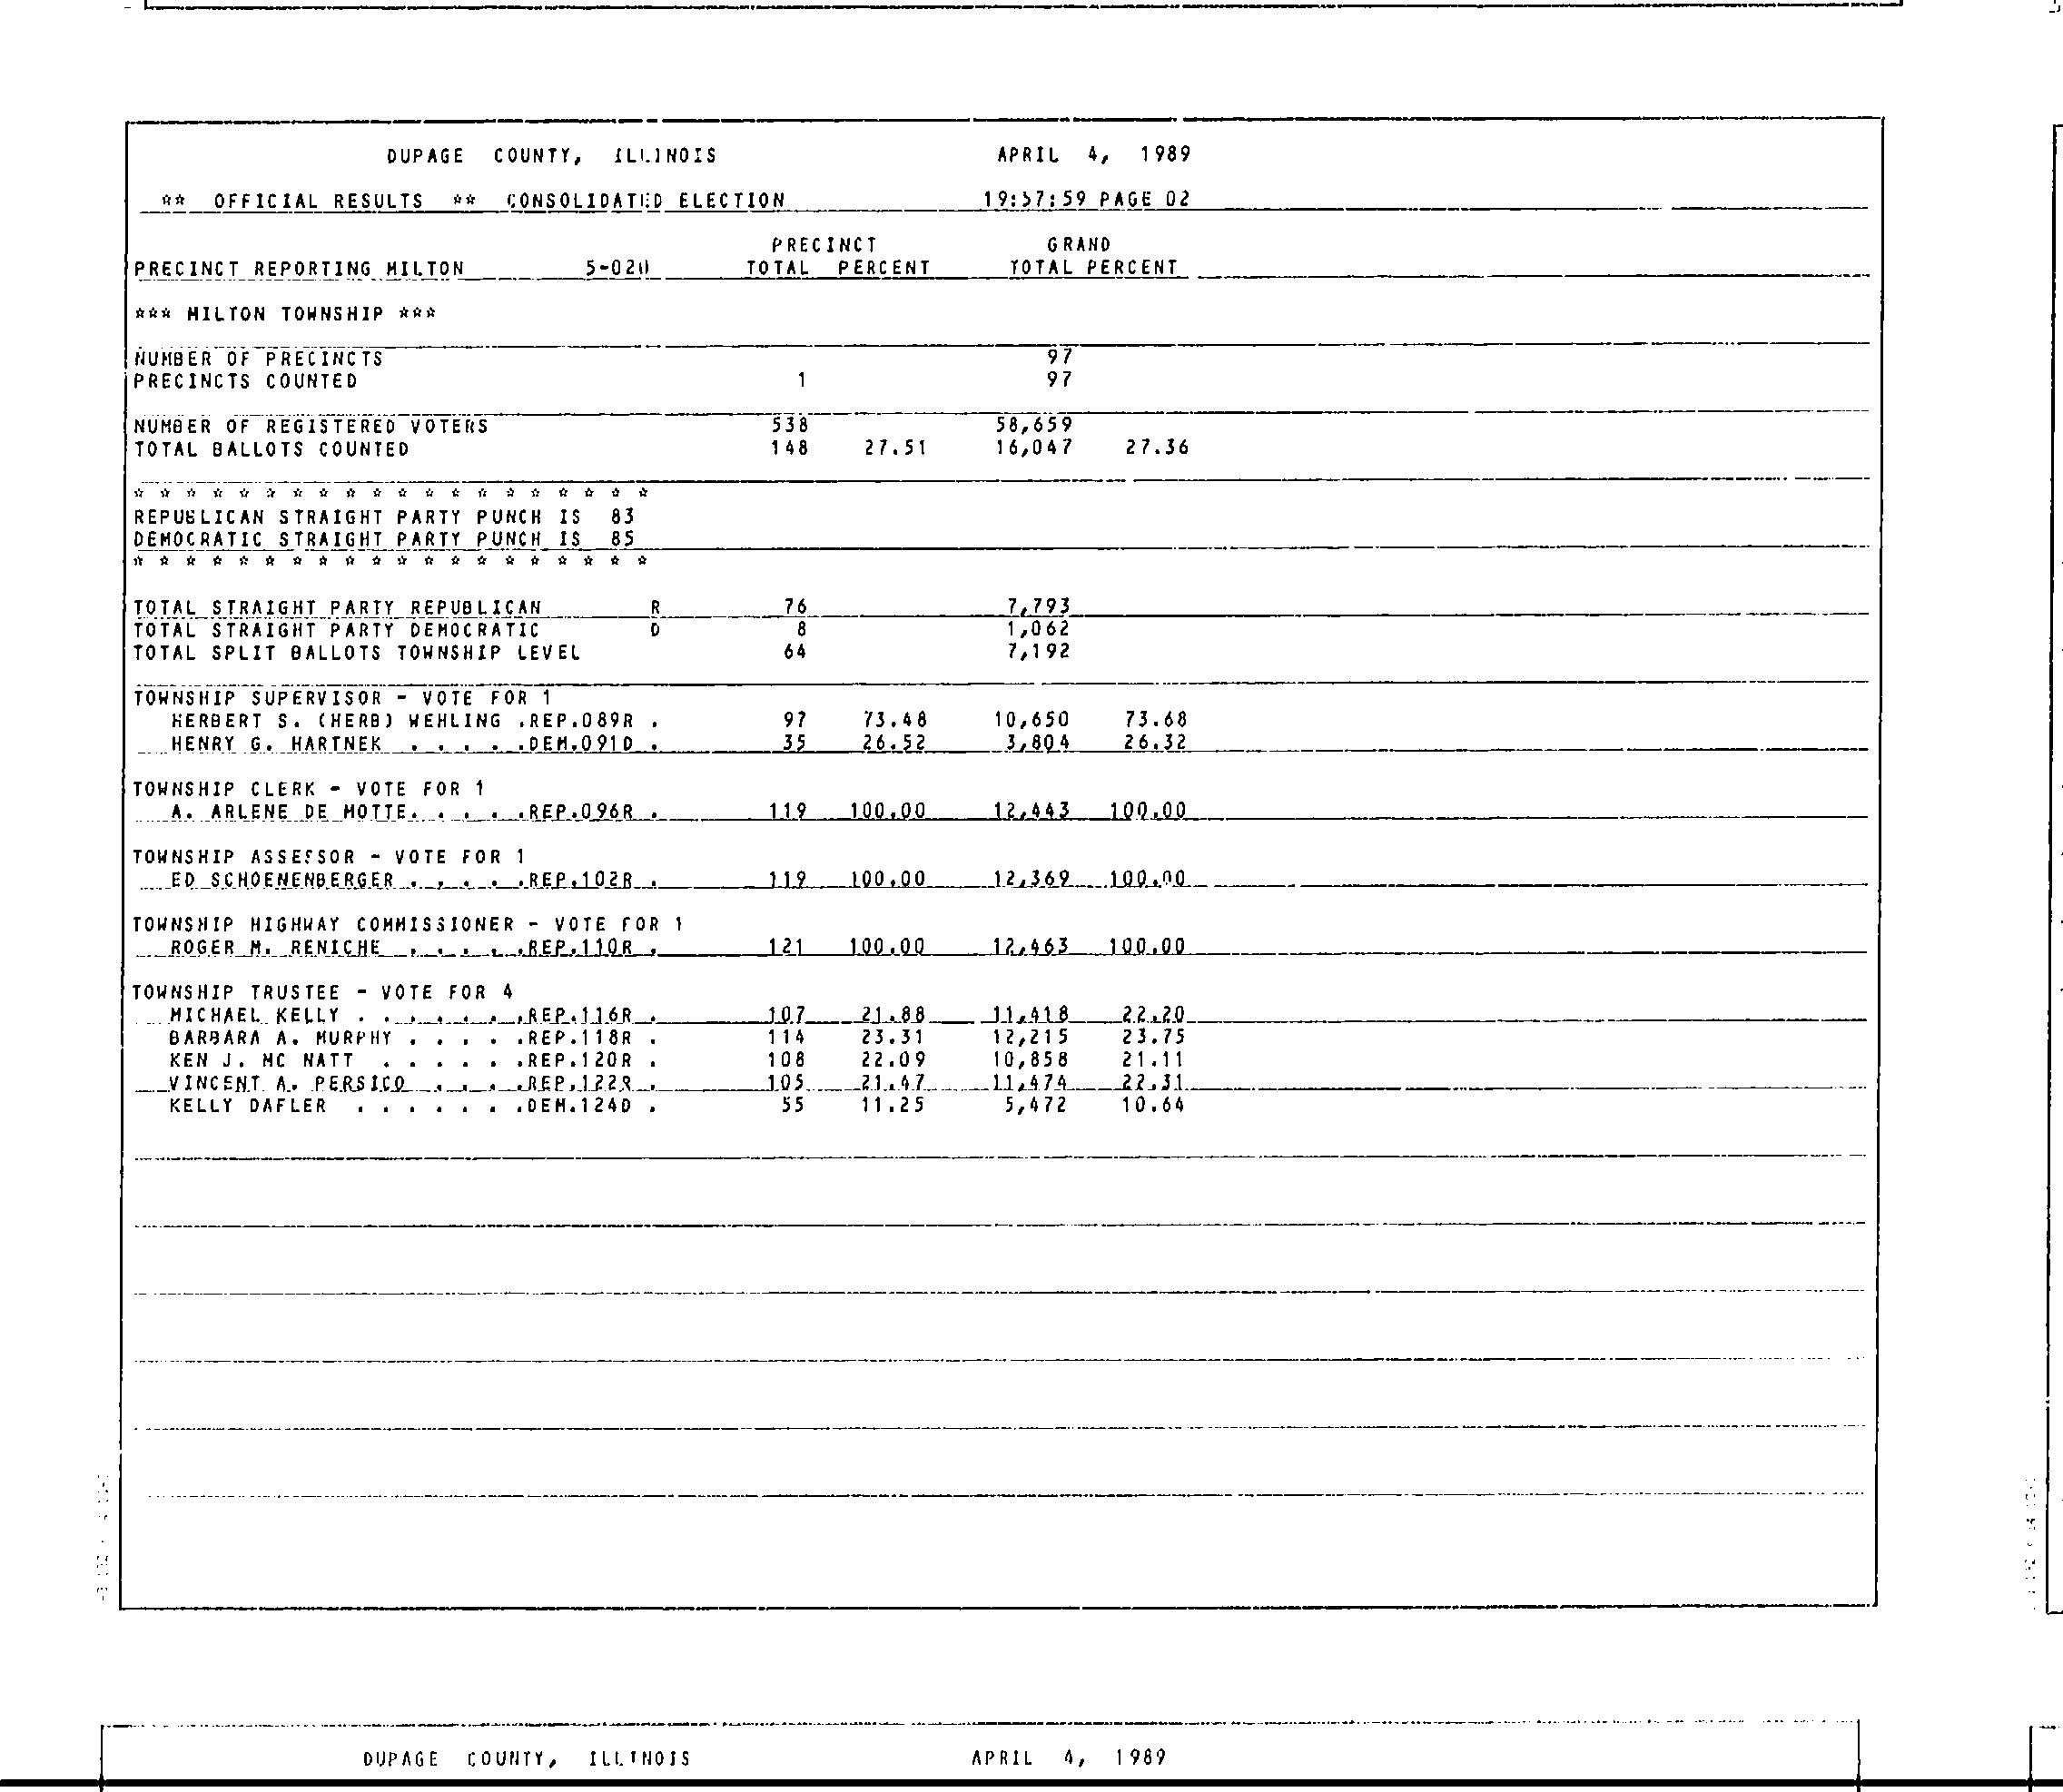 DUPAGE COUNTY, ILLINOIS APRIL 4, 1989
** OFFICIAL RESULTS ** CONSOLIDATED ELECTION 19:57:59 PAGE 02
PRECINCT GRAND
PRECINCT REPORTING MILTON 5-020 TOTAL PERCENT TOTAL PERCENT
*** MILTON TOWNSHIP ***
NUMBER OF PRECINCTS 97
PRECINCTS COUNTED 1 97
NUMBER OF REGISTERED VOTERS 538 58,659
TOTAL BALLOTS COUNTED 148 27.51 16,047 27.36
* * * * * * * * * * * * * * * * * * * *
REPUBLICAN STRAIGHT PARTY PUNCH IS 83
DEMOCRATIC STRAIGHT PARTY PUNCH IS 85
* * * * * * * * * * * * * * * * * * * *
TOTAL STRAIGHT PARTY REPUBLICAN R 76 7,793
TOTAL STRAIGHT PARTY DEMOCRATIC D 8 1,062
TOTAL SPLIT BALLOTS TOWNSHIP LEVEL 64 7,192
TOWNSHIP SUPERVISOR - VOTE FOR 1
HERBERT S. (HERB) WEHLING .REP.089R . 97 73.48 10,650 73.68
HENRY G. HARTNEK . . . . .DEM.091D . 35 26.52 3,804 26.32
TOWNSHIP CLERK - VOTE FOR 1
A. ARLENE DE MOTTE. . . . .REP.096R . 119 100.00 12,443 100.00
TOWNSHIP ASSESSOR - VOTE FOR 1
ED SCHOENENBERGER . . . . .REP.102R . 119 100.00 12,369 100.00
TOWNSHIP HIGHWAY COMMISSIONER - VOTE FOR 1
ROGER M. RENICHE . . . . .REP.110R . 121 100.00 12,463 100.00
TOWNSHIP TRUSTEE - VOTE FOR 4
MICHAEL KELLY . . . . . . .REP.116R . 107 21.88 11,418 22.20
BARBARA A. MURPHY . . . . .REP.118R . 114 23.31 12,215 23.75
KEN J. MC NATT . . . . . .REP.120R . 108 22.09 10,858 21.11
VINCENT A. PERSICO . . . .REP.122R . 105 21.47 11,474 22.31
KELLY DAFLER . . . . . . .DEM.124D . 55 11.25 5,472 10.64
DUPAGE COUNTY, ILLINOIS APRIL 4, 1989